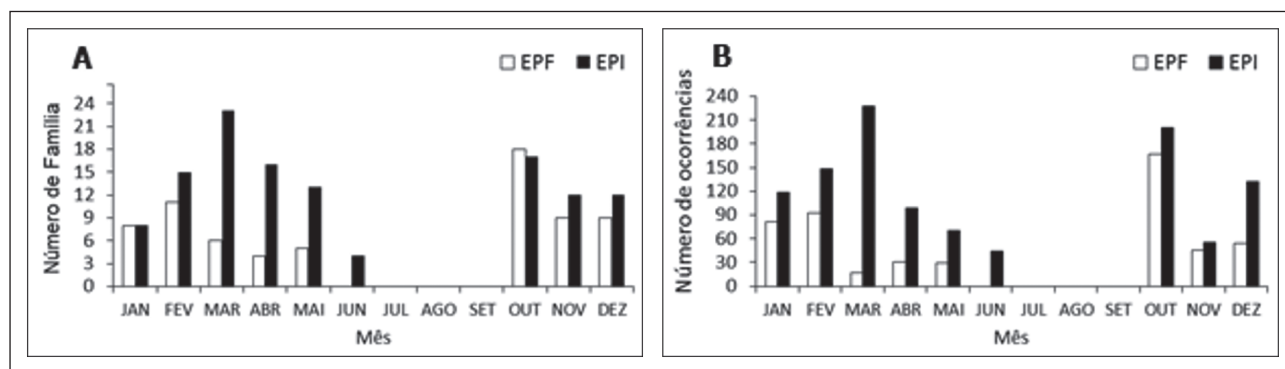 A
EPF EPI
Número de Família
24
21
18
15
12
9
6
3
0
JAN FEV MAR ABR MAI JUN JUL AGO SET OUT NOV DEZ
Mês
B
EPF EPI
Número de ocorrências
240
210
180
150
120
90
60
30
0
JAN FEV MAR ABR MAI JUN JUL AGO SET OUT NOV DEZ
Mês